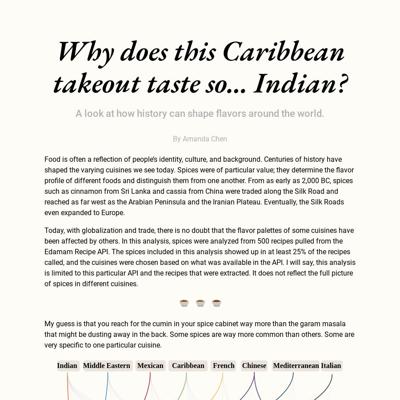 Why does this Caribbean
takeout taste so... Indian?
A look at how history can shape flavors around the world.
By Amanda Chen
Food is often a reflection of people's identity, culture, and background. Centuries of history have
shaped the varying cuisines we see today. Spices were of particular value; they determine the flavor
profile of different foods and distinguish them from one another. From as early as 2,000 BC, spices
such as cinnamon from Sri Lanka and cassia from China were traded along the Silk Road and
reached as far west as the Arabian Peninsula and the Iranian Plateau. Eventually, the Silk Roads
even expanded to Europe.
Today, with globalization and trade, there is no doubt that the flavor palettes of some cuisines have
been affected by others. In this analysis, spices were analyzed from 500 recipes pulled from the
Edamam Recipe API. The spices included in this analysis showed up in at least 25% of the recipes
called, and the cuisines were chosen based on what was available in the API. I will say, this analysis
is limited to this particular API and the recipes that were extracted. It does not reflect the full picture
of spices in different cuisines.
My guess is that you reach for the cumin in your spice cabinet way more than the garam masala
that might be dusting away in the back. Some spices are way more common than others. Some are
very specific to one particular cuisine.
Indian Middle Eastern Mexican Caribbean French Chinese Mediterranean Italian